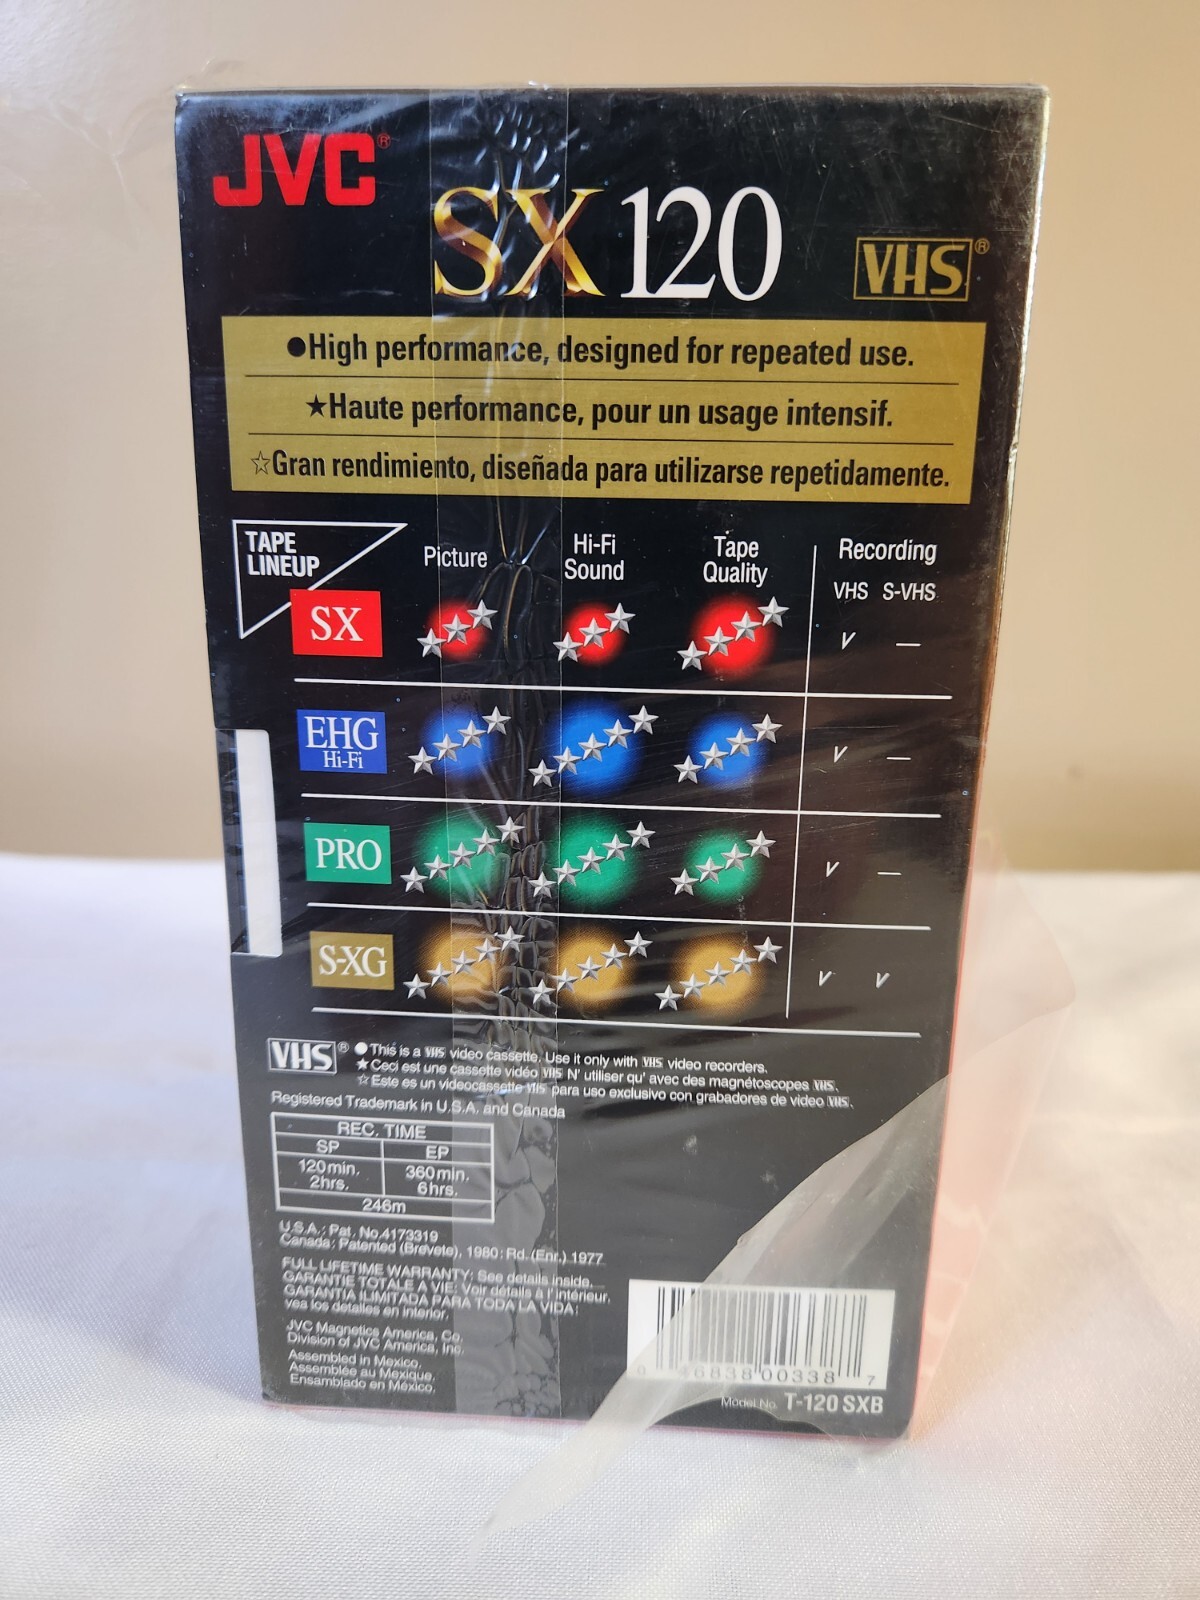 JVC®
SX 120
VHS®
●High performance, designed for repeated use.
★Haute performance, pour un usage intensif.
☆Gran rendimiento, diseñada para utilizarse repetidamente.
TAPE
LINEUP
Picture
Hi-Fi
Sound
Tape
Quality
Recording
VHS S-VHS
SX
EHG
Hi-Fi
PRO
S-XG
VHS®
●This is a VHS video cassette. Use it only with VHS video recorders.
★Ceci est une cassette vidéo VHS N' utiliser qu' avec des magnétoscopes VHS.
☆Este es un videocassette VHS para uso exclusivo con grabadores de video VHS.
Registered Trademark in U.S.A. and Canada
REC. TIME
SP EP
120min. 360min.
2hrs. 6hrs.
246m
U.S.A.: Pat. No.4173319
Canada: Patented (Brevete), 1980: Rd. (Enr.) 1977
FULL LIFETIME WARRANTY: See details inside.
GARANTIE TOTALE A VIE: Voir détails à l'intérieur.
GARANTIA ILIMITADA PARA TODA LA VIDA:
vea los detalles en interior.
JVC Magnetics America, Co.
Division of JVC America, Inc.
Assembled in Mexico.
Assemblée au Mexique.
Ensamblado en México.
6838 00338 7
Model No. T-120 SXB